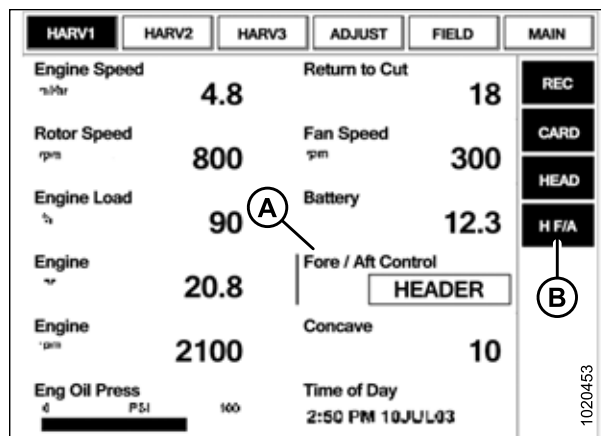 HARV1 HARV2 HARV3 ADJUST FIELD MAIN
Engine Speed Return to Cut REC
4.8 18
Rotor Speed Fan Speed CARD
rpm rpm
800 300
HEAD
Engine Load Battery
A
% 90 12.3 H F/A
Engine Fore / Aft Control
20.8 HEADER B
Engine Concave
rpm
2100 10
Eng Oil Press Time of Day
0 PSI 100
2:50 PM 10JUL03
1020453